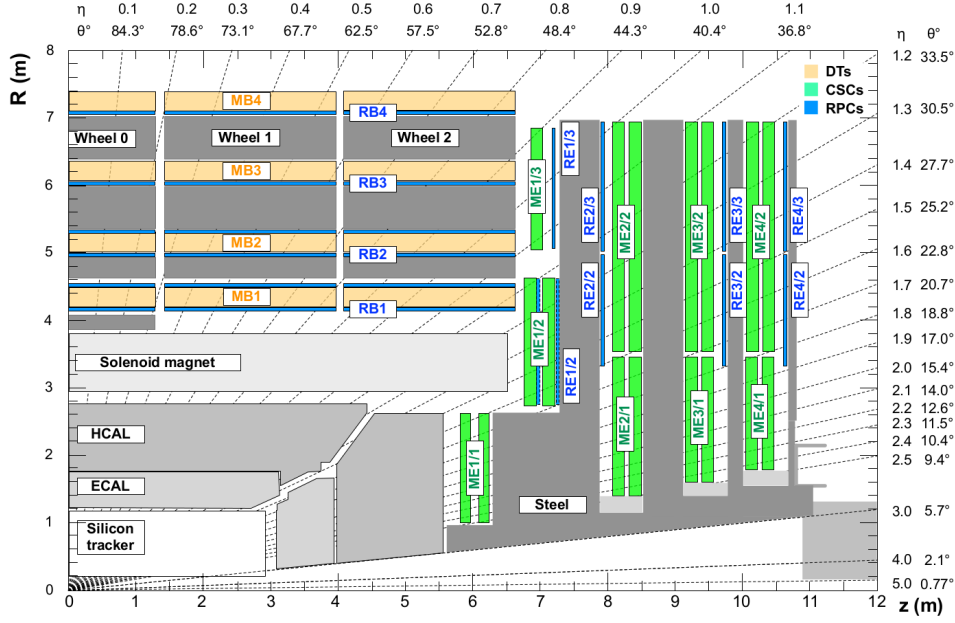 η 0.1 0.2 0.3 0.4 0.5 0.6 0.7 0.8 0.9 1.0 1.1 η θ°
θ° 84.3° 78.6° 73.1° 67.7° 62.5° 57.5° 52.8° 48.4° 44.3° 40.4° 36.8°
R (m)
8
7
6
5
4
3
2
1
0
1.2 33.5°
1.3 30.5°
1.4 27.7°
1.5 25.2°
1.6 22.8°
1.7 20.7°
1.8 18.8°
1.9 17.0°
2.0 15.4°
2.1 14.0°
2.2 12.6°
2.3 11.5°
2.4 10.4°
2.5 9.4°
3.0 5.7°
4.0 2.1°
5.0 0.77°
DTs
CSCs
RPCs
MB4
RB4
Wheel 0 Wheel 1 Wheel 2
MB3
RB3
MB2
RB2
MB1
RB1
Solenoid magnet
HCAL
ECAL
Silicon
tracker
Steel
ME1/3
RE1/3
RE2/3
ME2/2
ME3/2
RE3/3
ME4/2
RE4/3
ME1/2
RE1/2
RE2/2
RE3/2
RE4/2
ME1/1
ME2/1
ME3/1
ME4/1
0 1 2 3 4 5 6 7 8 9 10 11 12
z (m)